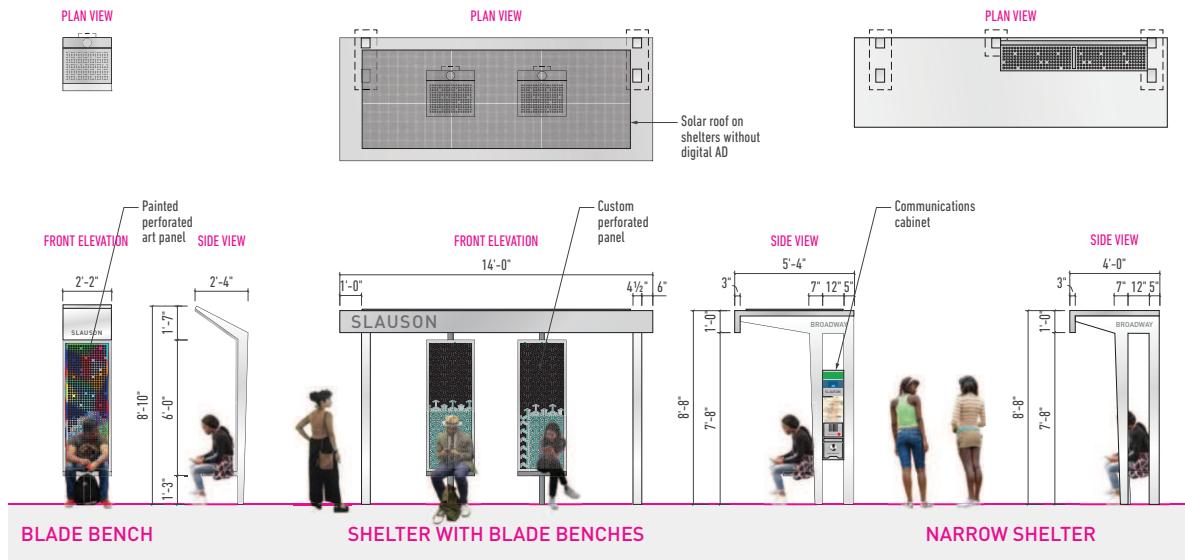 PLAN VIEW
PLAN VIEW
PLAN VIEW
Solar roof on
shelters without
digital AD
Painted
perforated
art panel
Custom
perforated
panel
Communications
cabinet
FRONT ELEVATION
SIDE VIEW
FRONT ELEVATION
SIDE VIEW
SIDE VIEW
2'-2"
2'-4"
14'-0"
5'-4"
4'-0"
1'-0"
4½"
6"
3"
7"
12"
5"
3"
7"
12"
5"
SLAUSON
1'-7"
SLAUSON
1'-0"
BROADWAY
1'-0"
BROADWAY
8'-10"
6'-0"
1'-3"
8'-8"
7'-8"
SLAUSON
8'-8"
7'-8"
BLADE BENCH
SHELTER WITH BLADE BENCHES
NARROW SHELTER